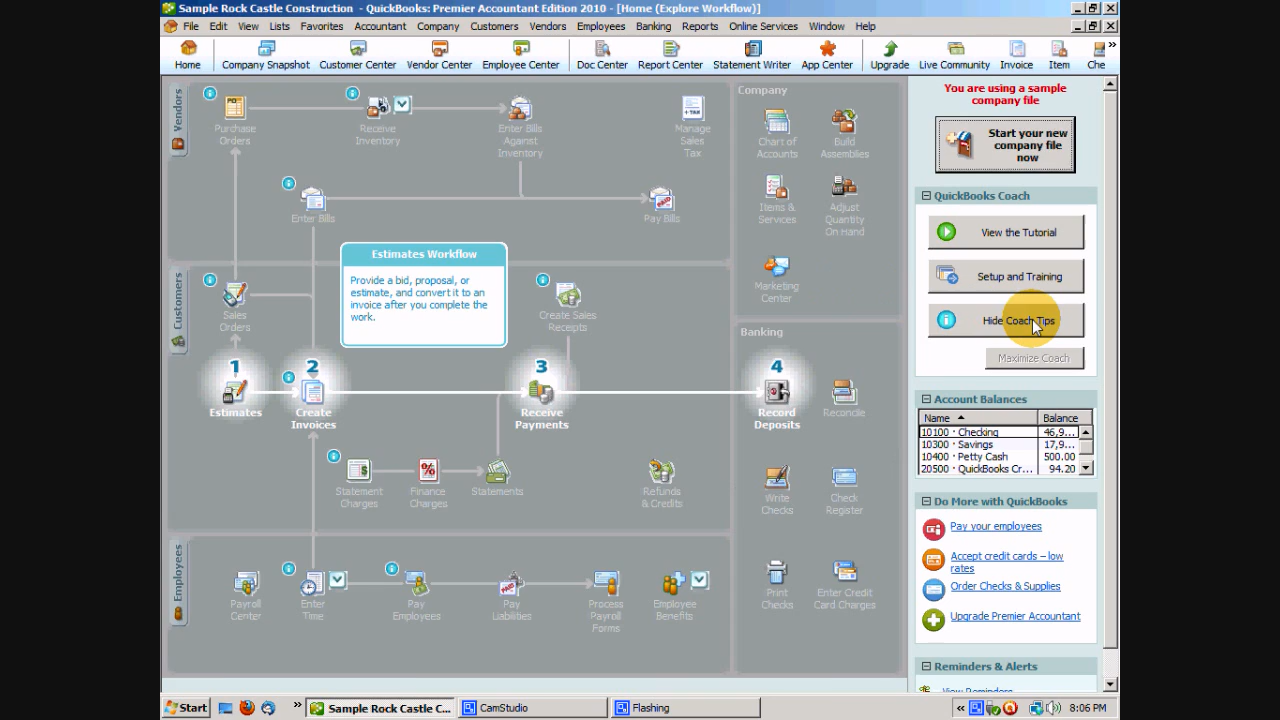 Sample Rock Castle Construction - QuickBooks: Premier Accountant Edition 2010 - [Home (Explore Workflow)]
File Edit View Lists Favorites Accountant Company Customers Vendors Employees Banking Reports Online Services Window Help
Home Company Snapshot Customer Center Vendor Center Employee Center Doc Center Report Center Statement Writer App Center Upgrade Live Community Invoice Item Che
Vendors
Purchase
Orders
Receive
Inventory
Enter Bills
Against
Inventory
Manage
Sales
Tax
Enter Bills
Pay Bills
Estimates Workflow
Provide a bid, proposal, or
estimate, and convert it to an
invoice after you complete the
work.
Customers
Sales
Orders
Create Sales
Receipts
1
Estimates
2
Create
Invoices
3
Receive
Payments
4
Record
Deposits
Statement
Charges
Finance
Charges
Statements
Refunds
& Credits
Employees
Payroll
Center
Enter
Time
Pay
Employees
Pay
Liabilities
Process
Payroll
Forms
Employee
Benefits
Company
Chart of
Accounts
Build
Assemblies
Items &
Services
Adjust
Quantity
On Hand
Marketing
Center
Banking
Reconcile
Write
Checks
Check
Register
Print
Checks
Enter Credit
Card Charges
You are using a sample
company file
Start your new
company file
now
QuickBooks Coach
View the Tutorial
Setup and Training
Hide Coach Tips
Maximize Coach
Account Balances
Name Balance
10100 · Checking 46,9...
10300 · Savings 17,9...
10400 · Petty Cash 500.00
20500 · QuickBooks Cr... 94.20
Do More with QuickBooks
Pay your employees
Accept credit cards – low
rates
Order Checks & Supplies
Upgrade Premier Accountant
Reminders & Alerts
View Reminders
Start Sample Rock Castle C... CamStudio Flashing 8:06 PM